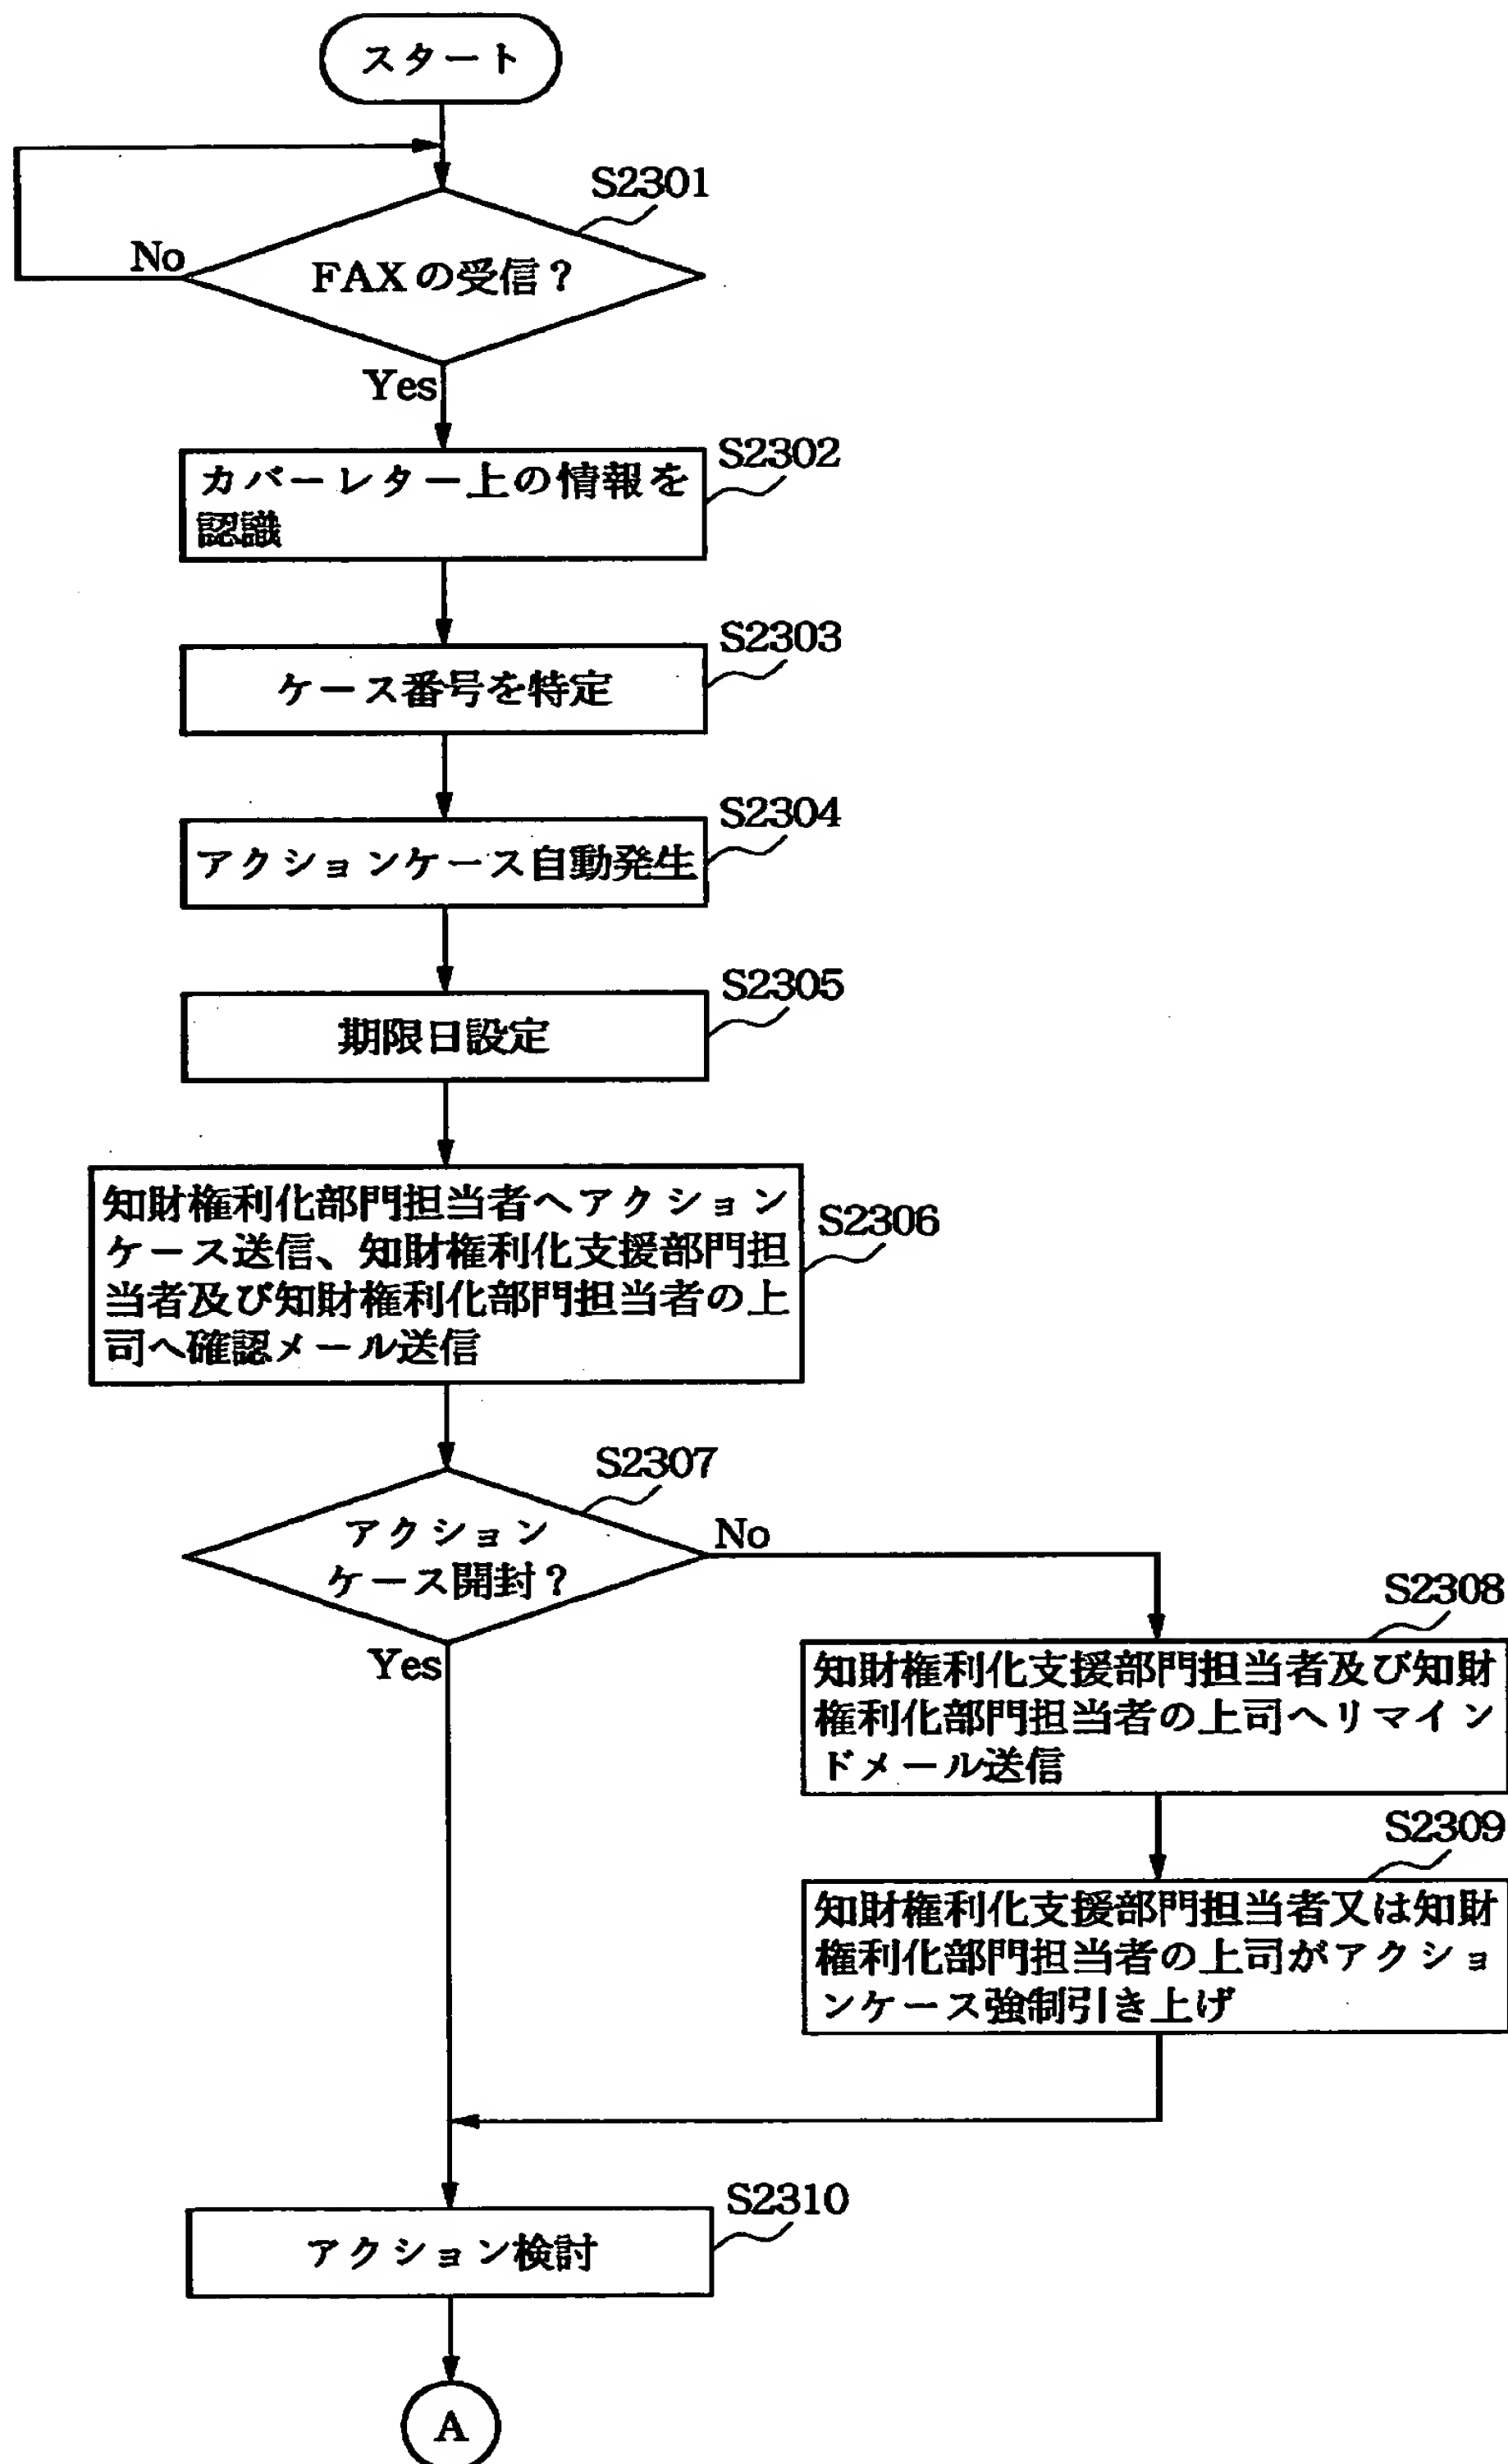 スタート
S2301
No
FAXの受信？
Yes
S2302
カバーレター上の情報を
認識
S2303
ケース番号を特定
S2304
アクションケース自動発生
S2305
期限日設定
S2306
知財権利化部門担当者へアクション
ケース送信、知財権利化支援部門担
当者及び知財権利化部門担当者の上
司へ確認メール送信
S2307
アクション
ケース開封？
No
Yes
S2308
知財権利化支援部門担当者及び知財
権利化部門担当者の上司へリマイン
ドメール送信
S2309
知財権利化支援部門担当者又は知財
権利化部門担当者の上司がアクショ
ンケース強制引き上げ
S2310
アクション検討
A